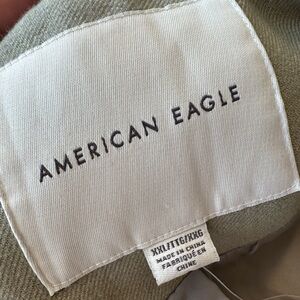 AMERICAN EAGLE
XXL/TTG/XXG
MADE IN CHINA
FABRIQUÉ EN
CHINE